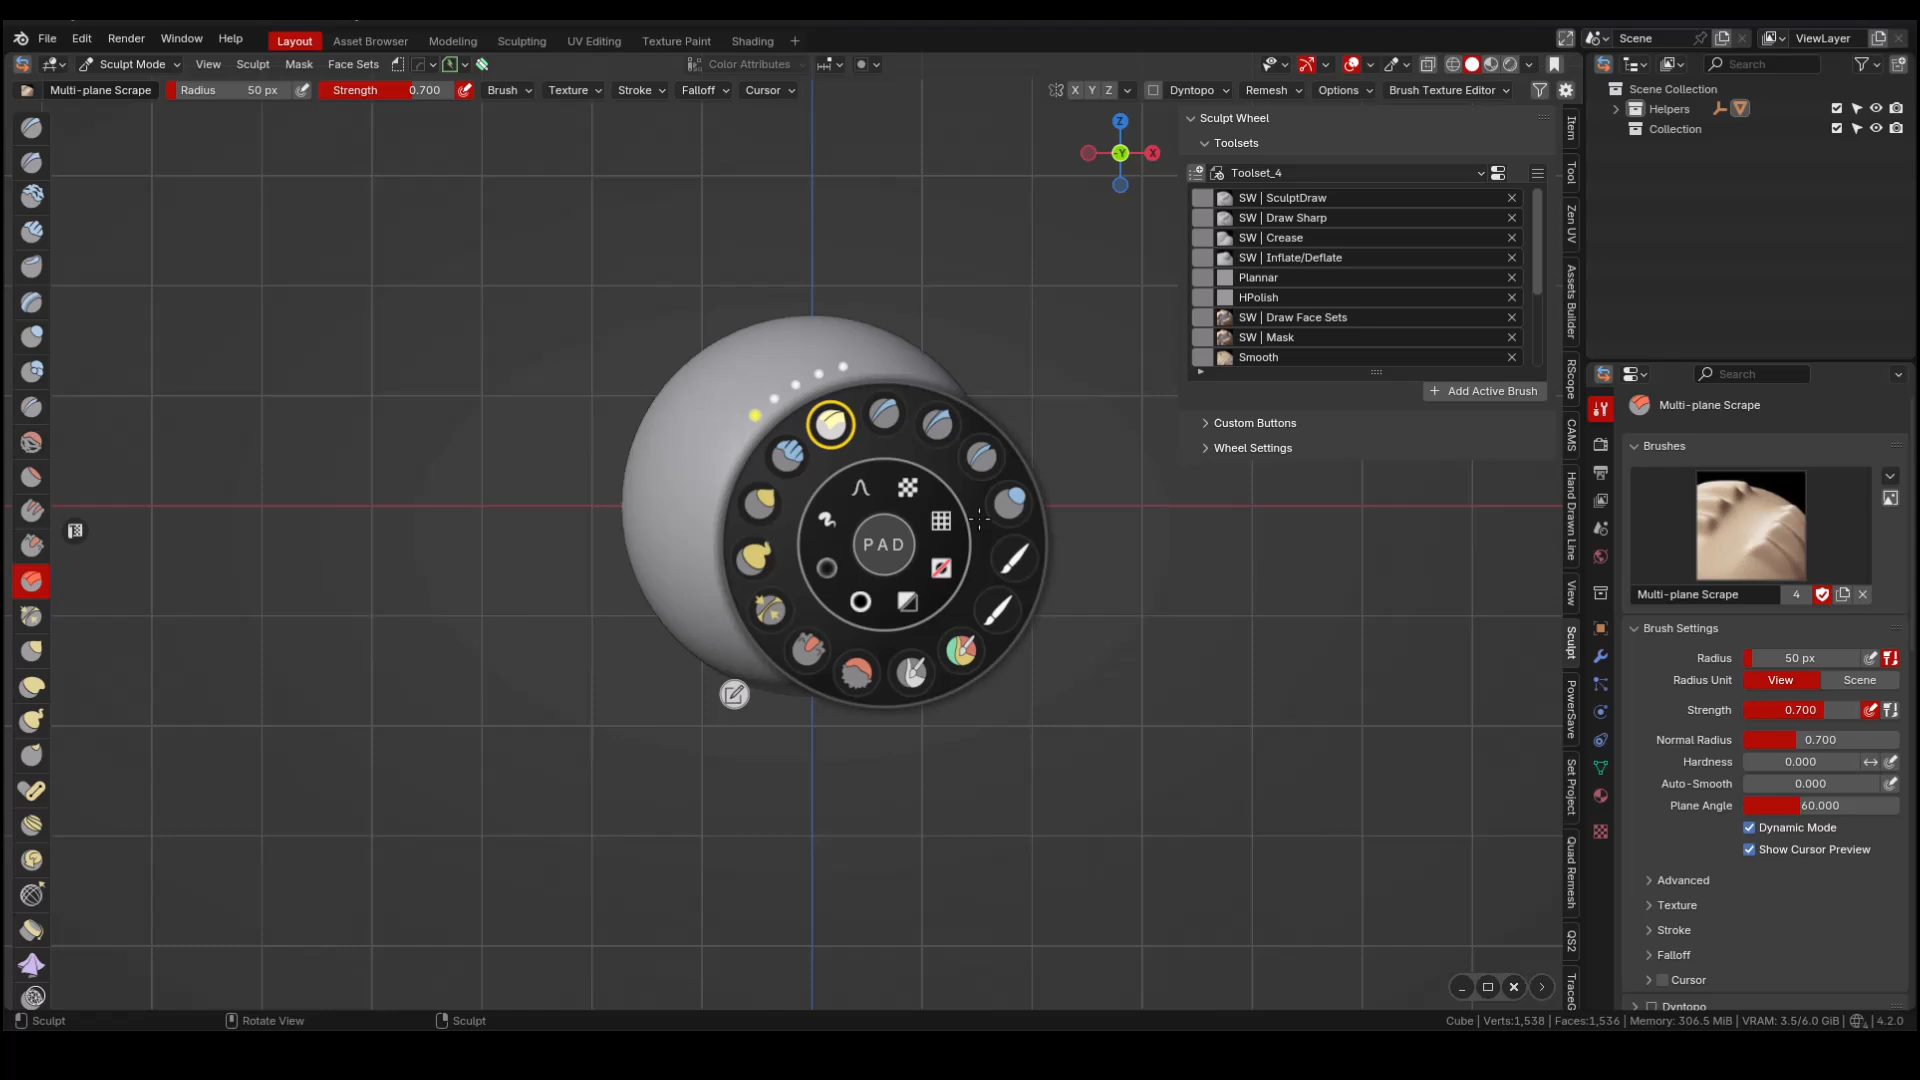 File Edit Render Window Help Layout Asset Browser Modeling Sculpting UV Editing Texture Paint Shading + Scene ViewLayer
Sculpt Mode View Sculpt Mask Face Sets Color Attributes Search
Multi-plane Scrape Radius 50 px Strength 0.700 Brush Texture Stroke Falloff Cursor X Y Z Dyntopo Remesh Options Brush Texture Editor
Scene Collection
Helpers
Collection
Z
-Y
X
Sculpt Wheel
Toolsets
Toolset_4
SW | SculptDraw
SW | Draw Sharp
SW | Crease
SW | Inflate/Deflate
Plannar
HPolish
SW | Draw Face Sets
SW | Mask
Smooth
+ Add Active Brush
Custom Buttons
Wheel Settings
PAD
Item
Tool
Zen UV
Assets Builder
RScope
CAMS
Hand Drawn Line
View
Sculpt
PowerSave
Set Project
Quad Remesh
QS2
TraceG
Search
Multi-plane Scrape
Brushes
Multi-plane Scrape 4
Brush Settings
Radius 50 px
Radius Unit View Scene
Strength 0.700
Normal Radius 0.700
Hardness 0.000
Auto-Smooth 0.000
Plane Angle 60.000
Dynamic Mode
Show Cursor Preview
Advanced
Texture
Stroke
Falloff
Cursor
Dyntopo
Sculpt Rotate View Sculpt Cube | Verts:1,538 | Faces:1,536 | Memory: 306.5 MiB | VRAM: 3.5/6.0 GiB | 4 | 4.2.0